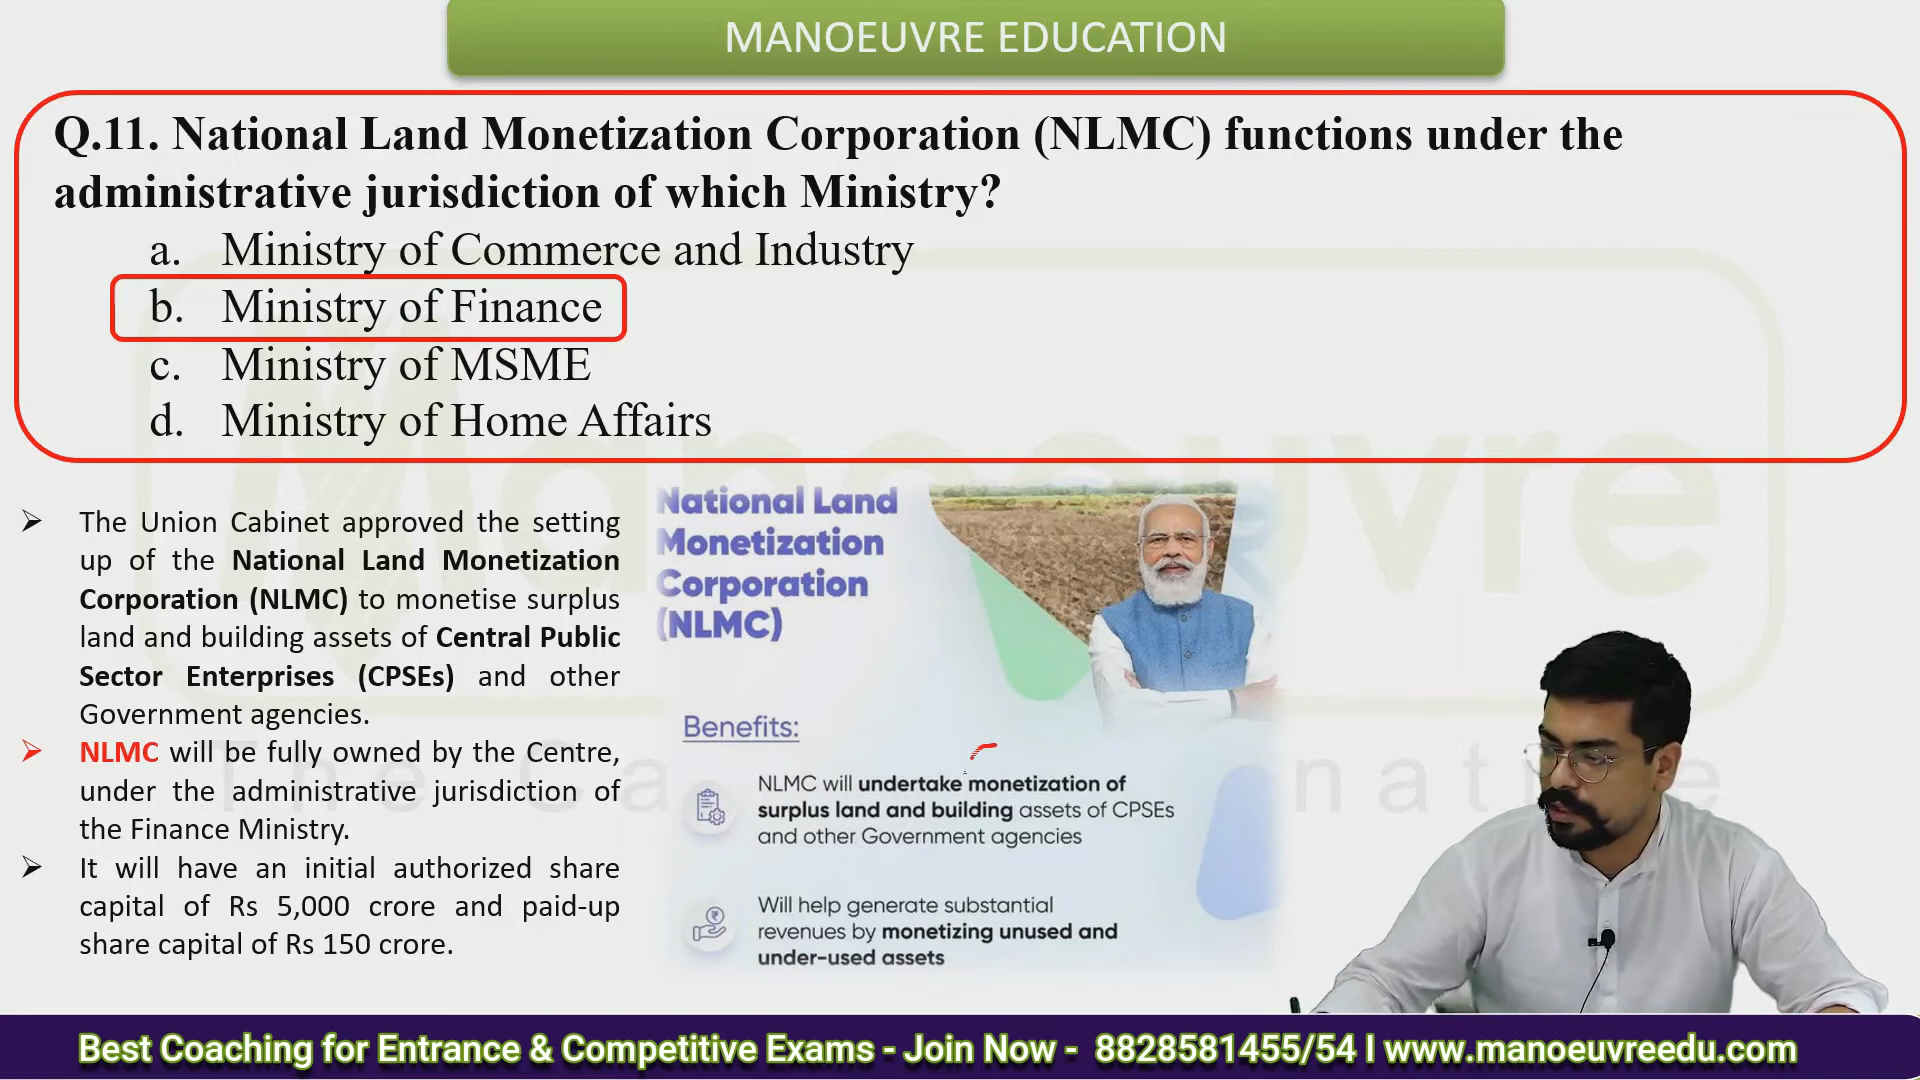 MANOEUVRE EDUCATION
Q.11. National Land Monetization Corporation (NLMC) functions under the
administrative jurisdiction of which Ministry?
a. Ministry of Commerce and Industry
b. Ministry of Finance
c. Ministry of MSME
d. Ministry of Home Affairs
The Union Cabinet approved the setting
up of the National Land Monetization
Corporation (NLMC) to monetise surplus
land and building assets of Central Public
Sector Enterprises (CPSEs) and other
Government agencies.
NLMC will be fully owned by the Centre,
under the administrative jurisdiction of
the Finance Ministry.
It will have an initial authorized share
capital of Rs 5,000 crore and paid-up
share capital of Rs 150 crore.
National Land
Monetization
Corporation
(NLMC)
Benefits:
NLMC will undertake monetization of
surplus land and building assets of CPSEs
and other Government agencies
Will help generate substantial
revenues by monetizing unused and
under-used assets
Manoeuvre
Best Coaching for Entrance & Competitive Exams - Join Now - 8828581455/54 I www.manoeuvreedu.com